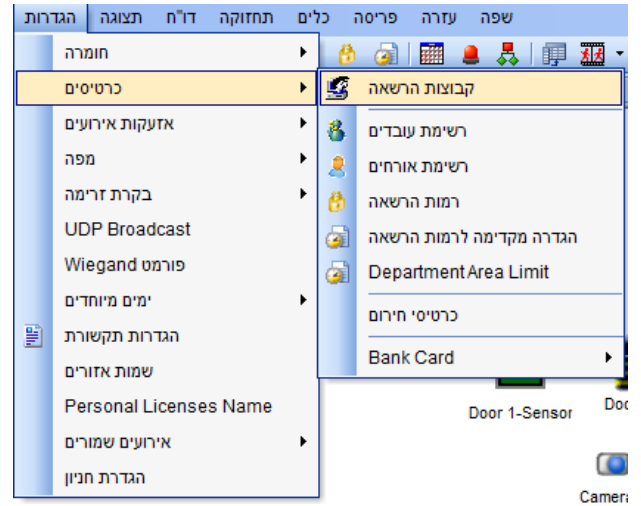 הגדרות תצוגה דו"ח תחזוקה כלים פריסה עזרה שפה
חומרה
כרטיסים
אזעקות אירועים
מפה
בקרת זרימה
UDP Broadcast
פורמט Wiegand
ימים מיוחדים
הגדרות תקשורת
שמות אזורים
Personal Licenses Name
אירועים שמורים
הגדרת חניון
קבוצות הרשאה
רשימת עובדים
רשימת אורחים
רמות הרשאה
הגדרה מקדימה לרמות הרשאה
Department Area Limit
כרטיסי חירום
Bank Card
Door 1-Sensor
Doo
Camera